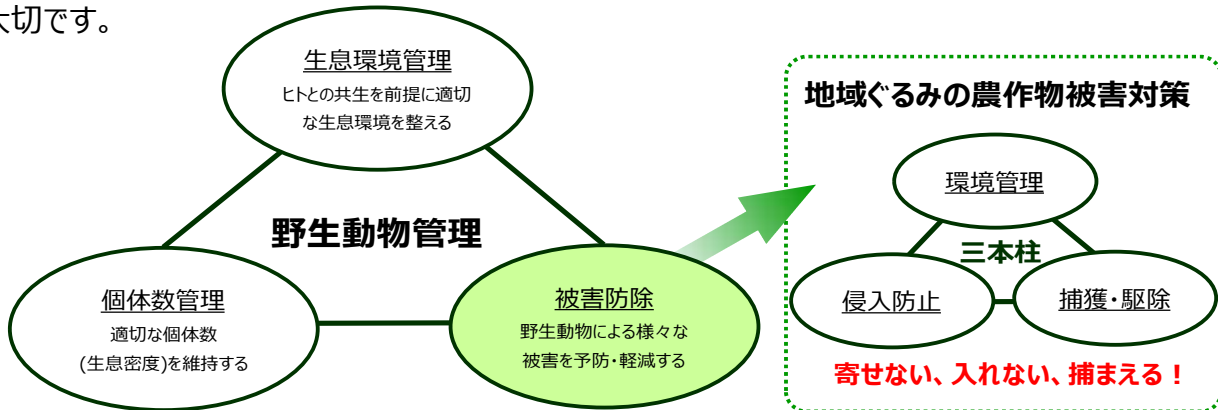 大切です。
生息環境管理
ヒトとの共生を前提に適切
な生息環境を整える
野生動物管理
個体数管理
適切な個体数
(生息密度)を維持する
被害防除
野生動物による様々な
被害を予防・軽減する
地域ぐるみの農作物被害対策
環境管理
三本柱
侵入防止
捕獲・駆除
寄せない、入れない、捕まえる！